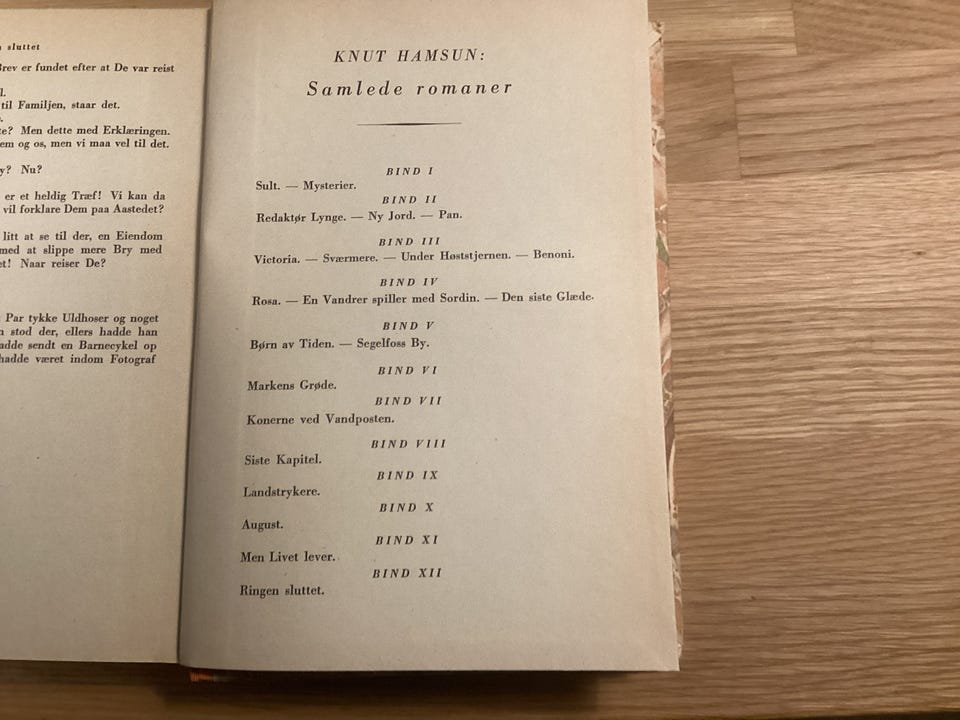 sluttet
Brev er fundet efter at De var reist
til Familjen, staar det.
Men dette med Erklæringen.
og os, men vi maa vel til det.
Nu?
er et heldig Træf! Vi kan da
vil forklare Dem paa Aastedet?
litt at se til der, en Eiendom
med at slippe mere Bry med
Naar reiser De?
Par tykke Uldhoser og noget
stod der, ellers hadde han
sendt en Barnecykel op
hadde været indom Fotograf
KNUT HAMSUN:
Samlede romaner
BIND I
Sult. — Mysterier.
BIND II
Redaktør Lynge. — Ny Jord. — Pan.
BIND III
Victoria. — Sværmere. — Under Høststjernen. — Benoni.
BIND IV
Rosa. — En Vandrer spiller med Sordin. — Den siste Glæde.
BIND V
Børn av Tiden. — Segelfoss By.
BIND VI
Markens Grøde.
BIND VII
Konerne ved Vandposten.
BIND VIII
Siste Kapitel.
BIND IX
Landstrykere.
BIND X
August.
BIND XI
Men Livet lever.
BIND XII
Ringen sluttet.